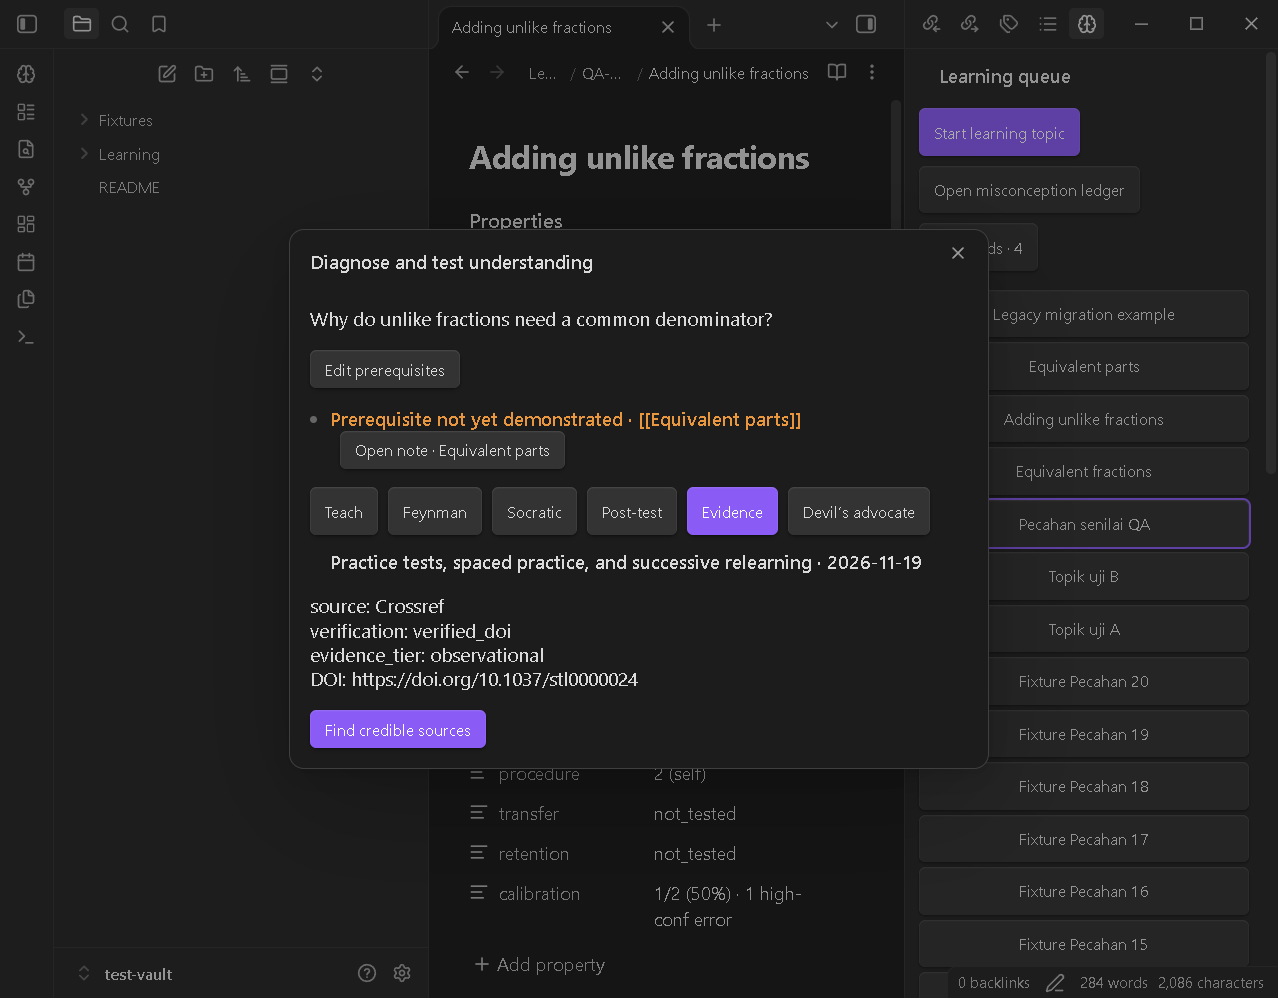 Adding unlike fractions
Le... / QA-... / Adding unlike fractions
Learning queue
Start learning topic
Open misconception ledger
ds · 4
Fixtures
Learning
README
Adding unlike fractions
Properties
Diagnose and test understanding
Why do unlike fractions need a common denominator?
Edit prerequisites
Prerequisite not yet demonstrated · [[Equivalent parts]]
Open note · Equivalent parts
Teach
Feynman
Socratic
Post-test
Evidence
Devil's advocate
Practice tests, spaced practice, and successive relearning · 2026-11-19
source: Crossref
verification: verified_doi
evidence_tier: observational
DOI: https://doi.org/10.1037/stl0000024
Find credible sources
procedure 2 (self)
transfer not_tested
retention not_tested
calibration 1/2 (50%) · 1 high-
conf error
Add property
Legacy migration example
Equivalent parts
Adding unlike fractions
Equivalent fractions
Pecahan senilai QA
Topik uji B
Topik uji A
Fixture Pecahan 20
Fixture Pecahan 19
Fixture Pecahan 18
Fixture Pecahan 17
Fixture Pecahan 16
Fixture Pecahan 15
test-vault
0 backlinks 284 words 2,086 characters